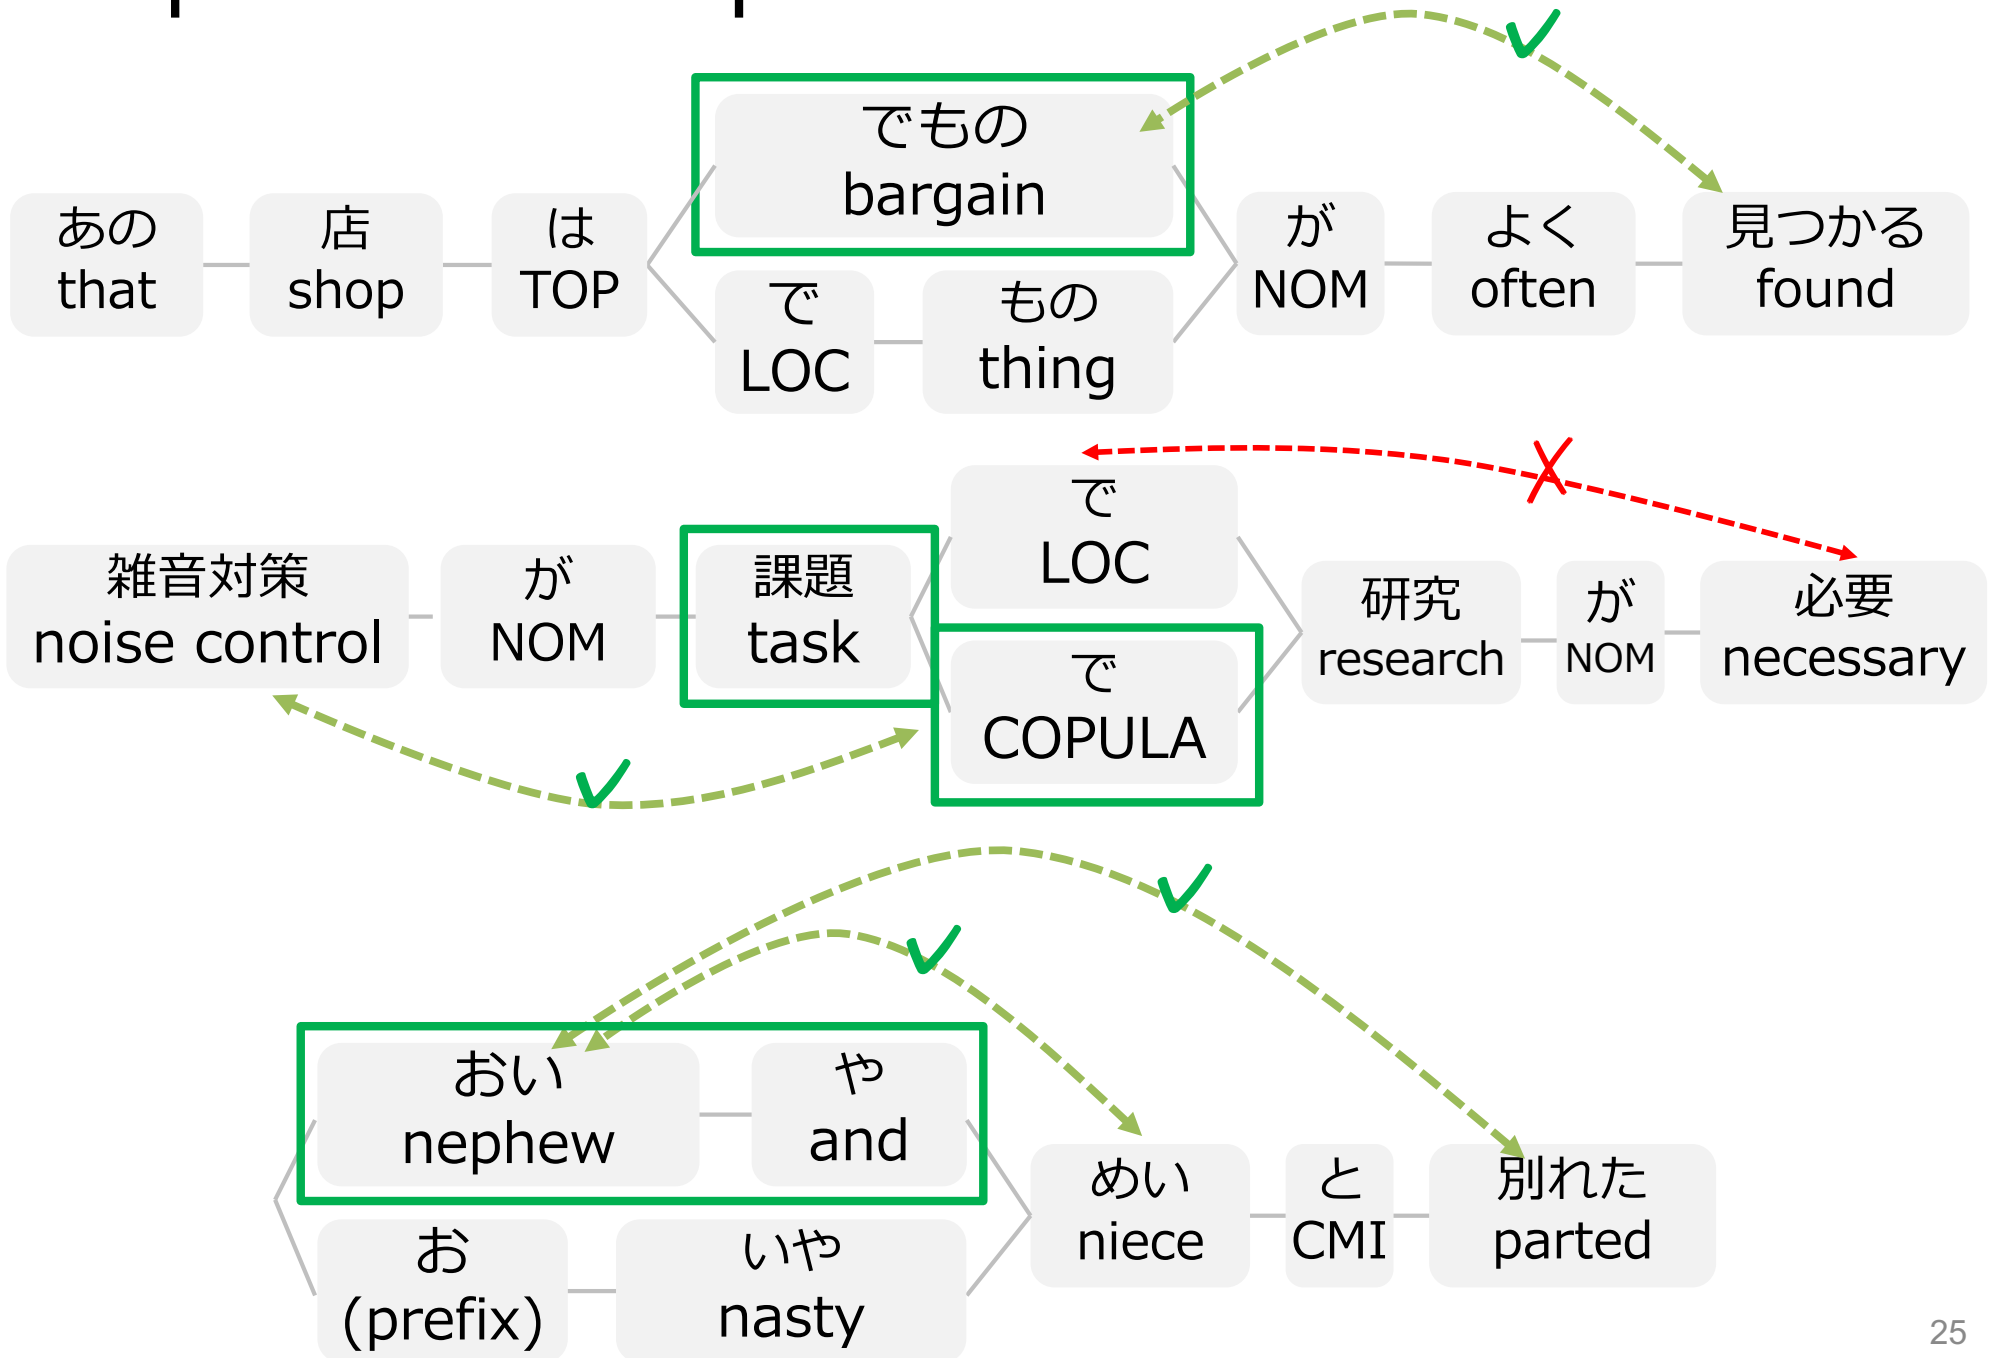 でもの
bargain
あの
that
店
shop
は
TOP
が
NOM
よく
often
見つかる
found
で
LOC
もの
thing
で
LOC
雑音対策
noise control
が
NOM
課題
task
研究
research
が
NOM
必要
necessary
で
COPULA
おい
nephew
や
and
めい
niece
と
CMI
別れた
parted
お
(prefix)
いや
nasty
25